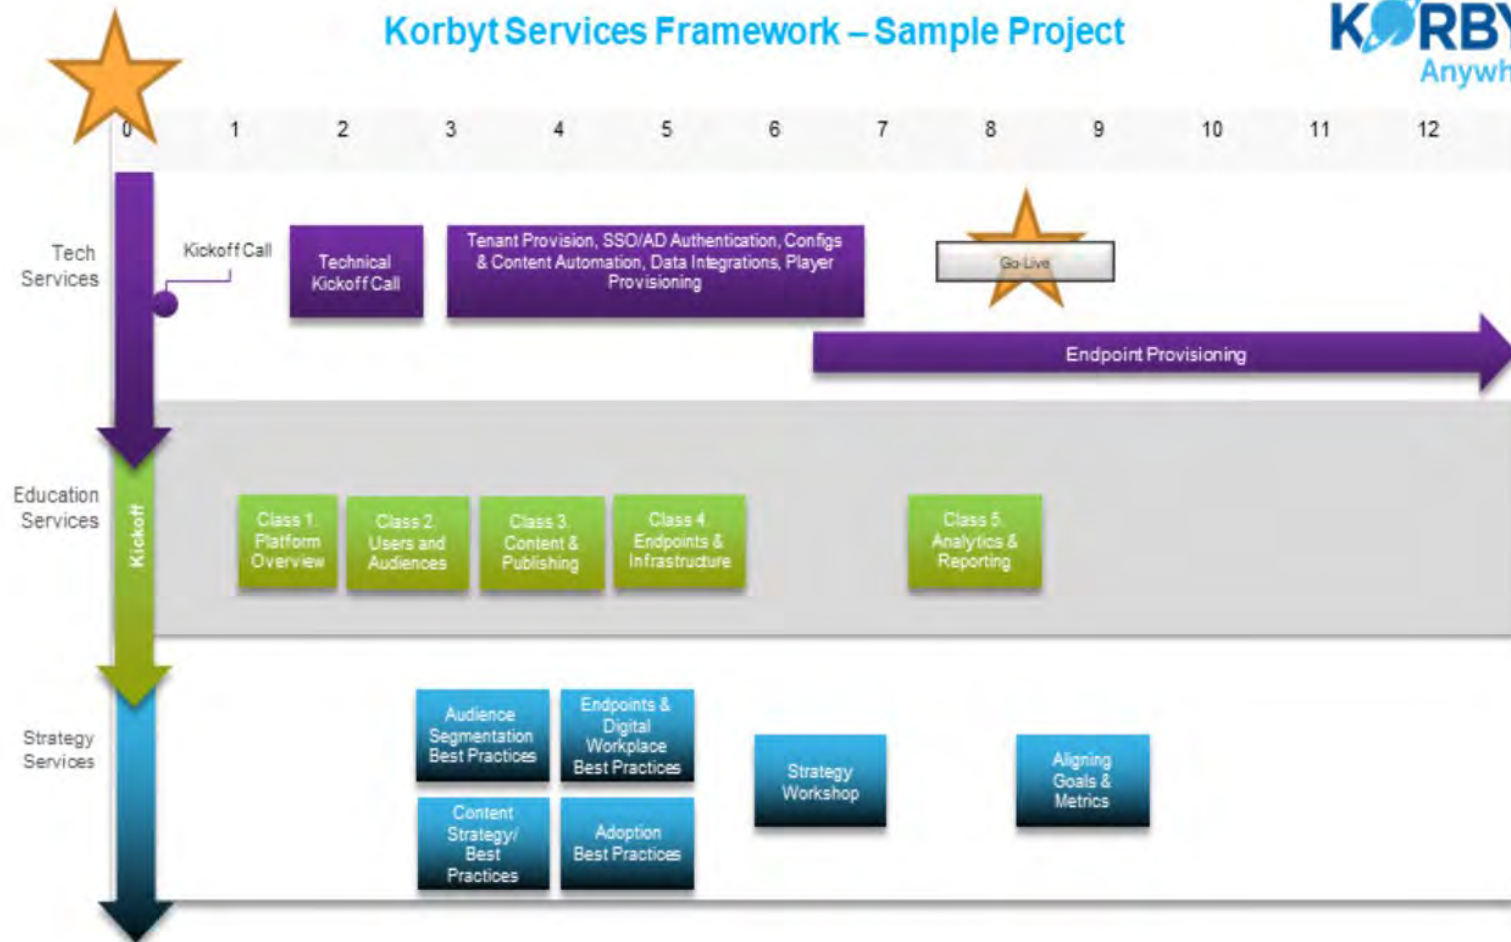 Korbyt Services Framework – Sample Project
KORBY
Anywh
0 1 2 3 4 5 6 7 8 9 10 11 12
Tech
Services
Kickoff Call
Technical
Kickoff Call
Tenant Provision, SSO/AD Authentication, Configs
& Content Automation, Data Integrations, Player
Provisioning
Go-Live
Endpoint Provisioning
Education
Services
Kickoff
Class 1.
Platform
Overview
Class 2.
Users and
Audiences
Class 3.
Content &
Publishing
Class 4.
Endpoints &
Infrastructure
Class 5.
Analytics &
Reporting
Strategy
Services
Audience
Segmentation
Best Practices
Endpoints &
Digital
Workplace
Best Practices
Content
Strategy/
Best
Practices
Adoption
Best Practices
Strategy
Workshop
Aligning
Goals &
Metrics